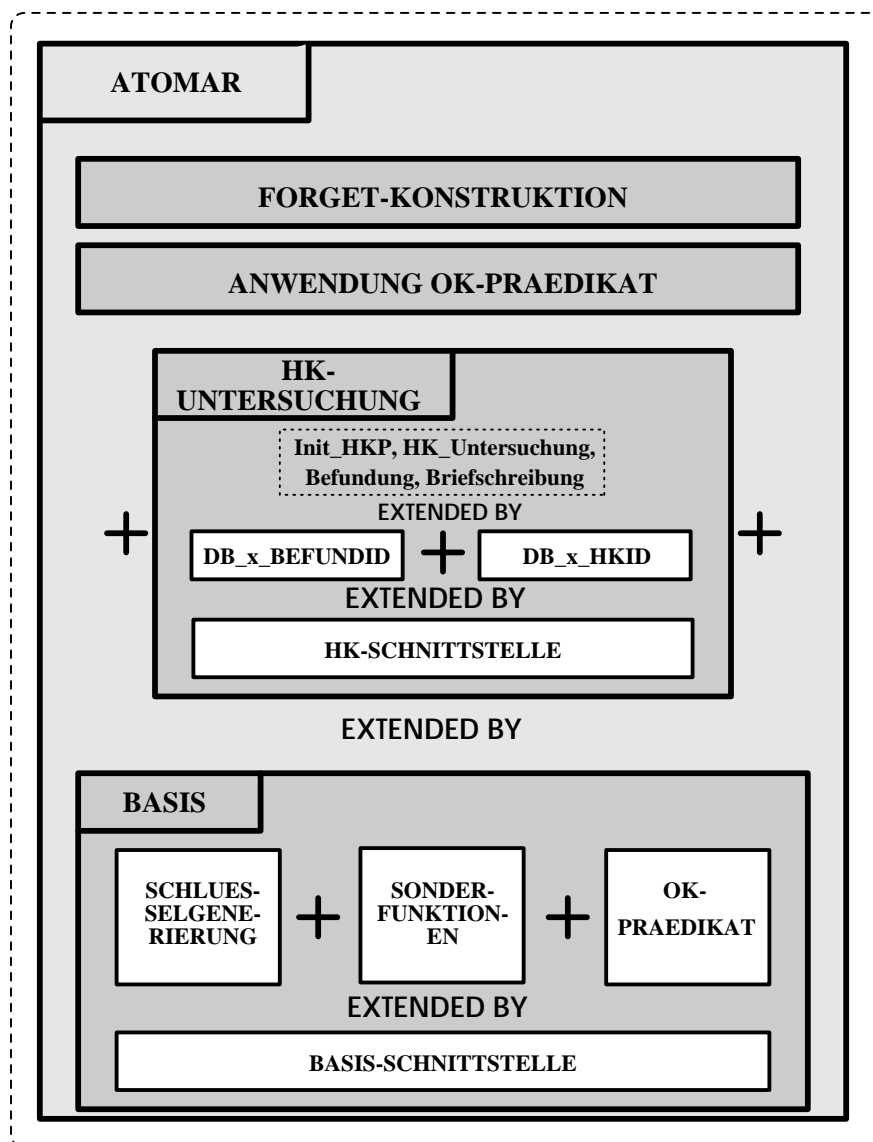 ATOMAR
FORGET-KONSTRUKTION
ANWENDUNG OK-PRAEDIKAT
HK-
UNTERSUCHUNG
Init_HKP, HK_Untersuchung,
Befundung, Briefschreibung
EXTENDED BY
+ DB_x_BEFUNDID + DB_x_HKID +
EXTENDED BY
HK-SCHNITTSTELLE
EXTENDED BY
BASIS
SCHLUES-
SELGENE-
RIERUNG
+
SONDER-
FUNKTION-
EN
+
OK-
PRAEDIKAT
EXTENDED BY
BASIS-SCHNITTSTELLE